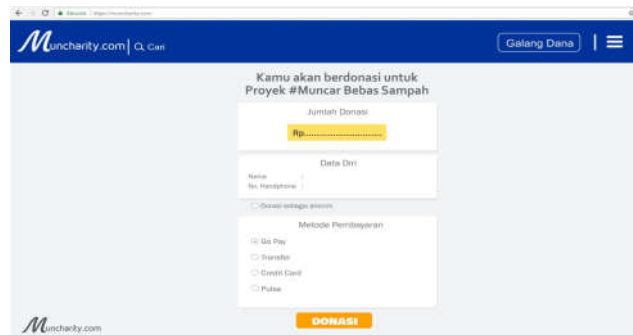 Secure
Muncharity.com Cari
Galang Dana
Kamu akan berdonasi untuk
Proyek #Muncar Bebas Sampah
Jumlah Donasi
Rp..............................
Data Diri
Nama :
No. Handphone :
Donasi sebagai anonim
Metode Pembayaran
Go Pay
Transfer
Credit Card
Pulsa
DONASI
Muncharity.com